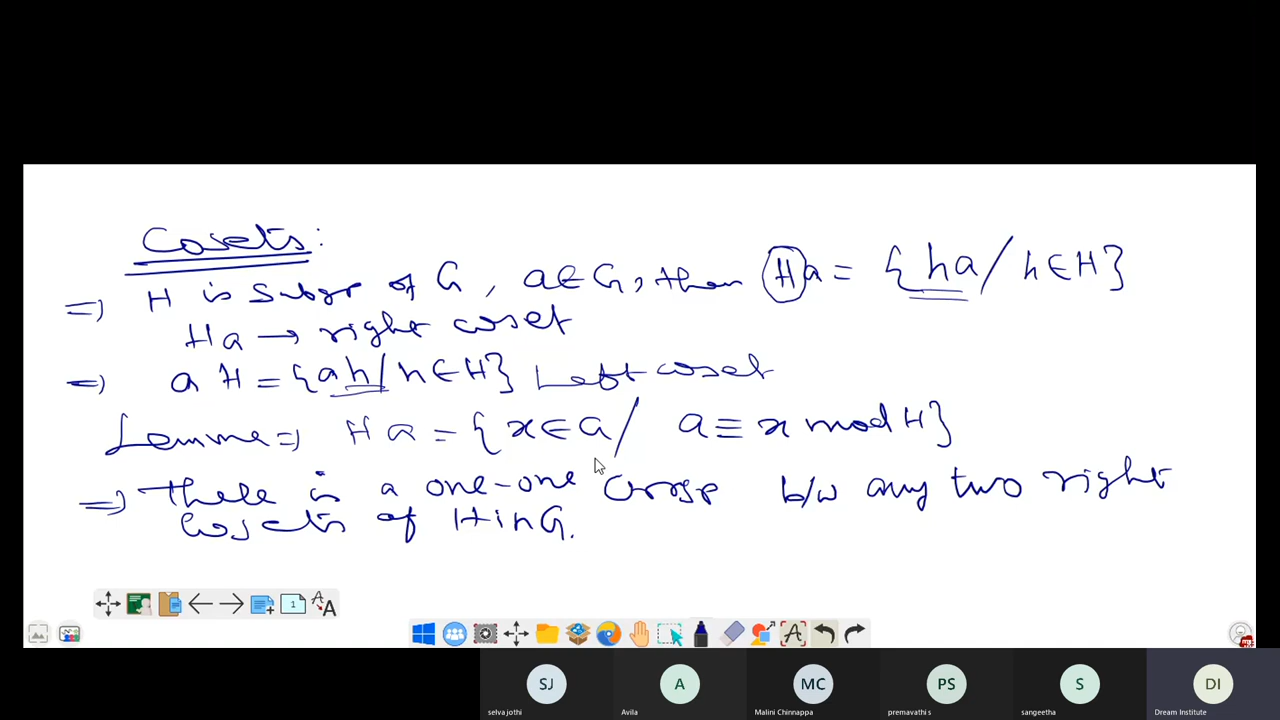 Cosets:
=) H is subgr of G, a∈G, then Ha = {ha / h∈H}
Ha → right coset
=) aH = {ah / h∈H} Left coset
Lemma =) Ha = {x∈G / a ≡ x mod H}
=) There is a one-one corresp b/w any two right
cosets of H in G.
1
A A
A
SJ A MC PS S DI
selva jothi Avila Malini Chinnappa premavathi s sangeetha Dream Institute